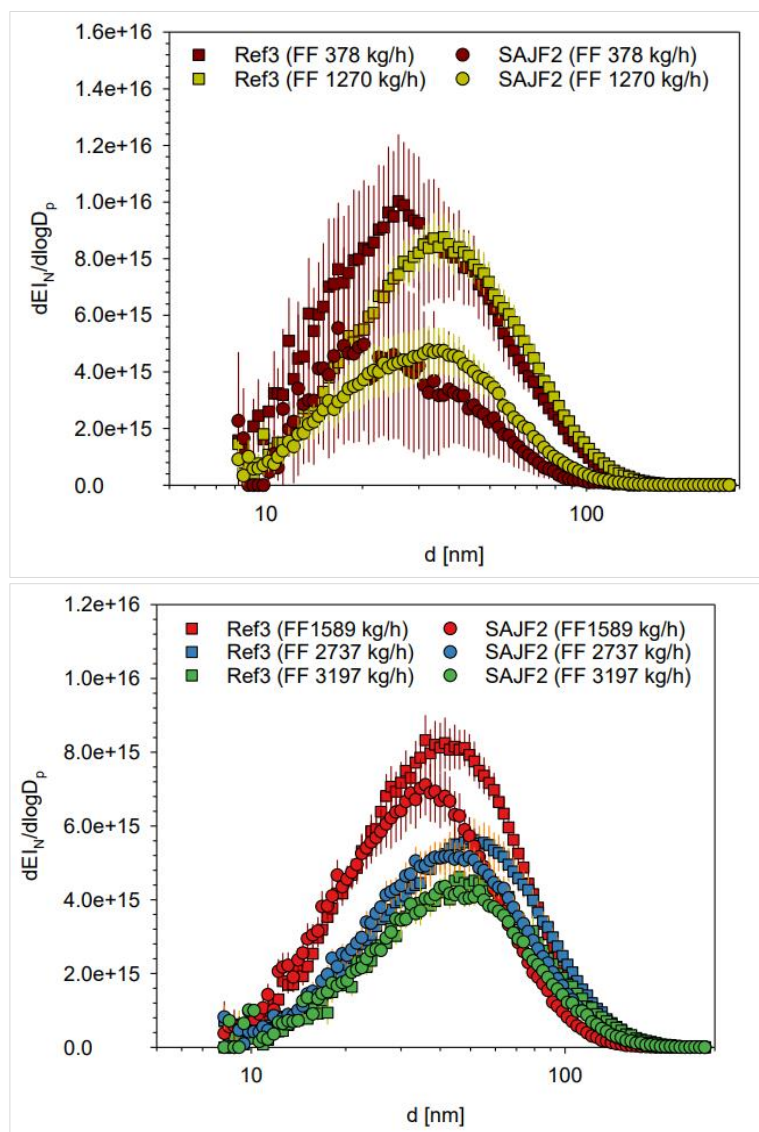 1.6e+16
Ref3 (FF 378 kg/h) SAJF2 (FF 378 kg/h)
Ref3 (FF 1270 kg/h) SAJF2 (FF 1270 kg/h)
1.4e+16
1.2e+16
1.0e+16
8.0e+15
6.0e+15
4.0e+15
2.0e+15
0.0
dEI_N/dlogD_p
10 100
d [nm]
1.2e+16
Ref3 (FF1589 kg/h) SAJF2 (FF1589 kg/h)
Ref3 (FF 2737 kg/h) SAJF2 (FF 2737 kg/h)
Ref3 (FF 3197 kg/h) SAJF2 (FF 3197 kg/h)
1.0e+16
8.0e+15
6.0e+15
4.0e+15
2.0e+15
0.0
dEI_N/dlogD_p
10 100
d [nm]